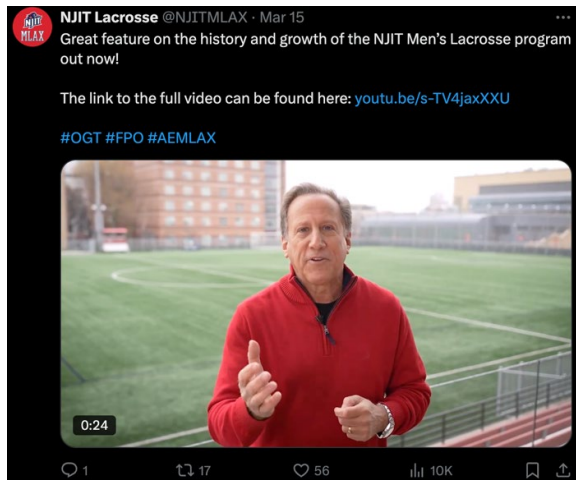 NJIT Lacrosse @NJITMLAX · Mar 15
NJIT
MLAX
Great feature on the history and growth of the NJIT Men's Lacrosse program
out now!
The link to the full video can be found here: youtu.be/s-TV4jaxXXU
#OGT #FPO #AEMLAX
0:24
1 17 56 10K